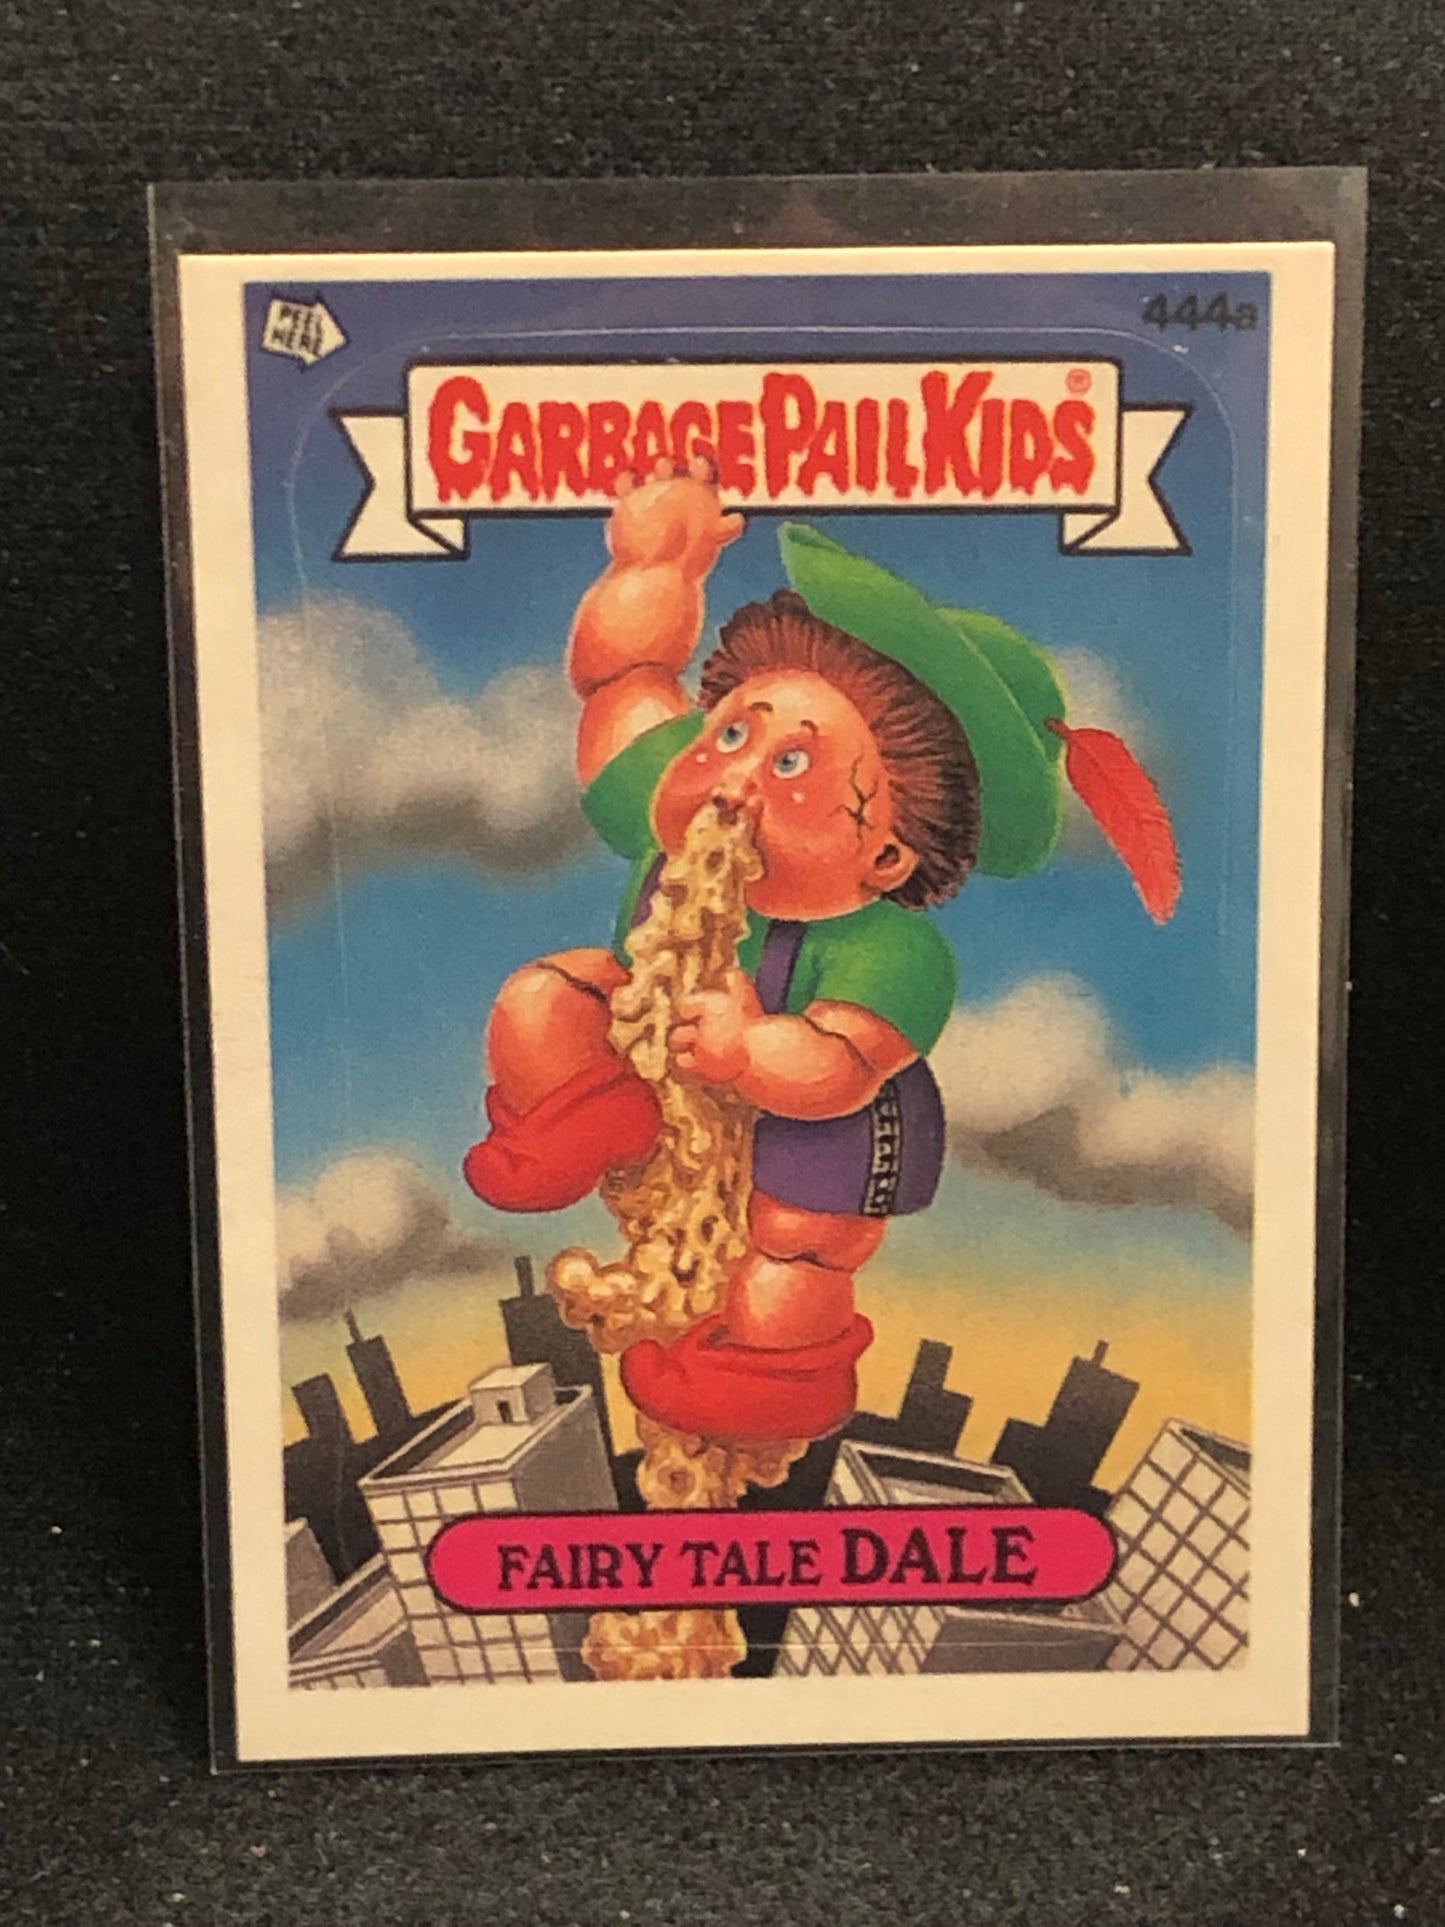 PEEL
HERE
444a
GARBAGE PAIL KIDS®
FAIRY TALE DALE